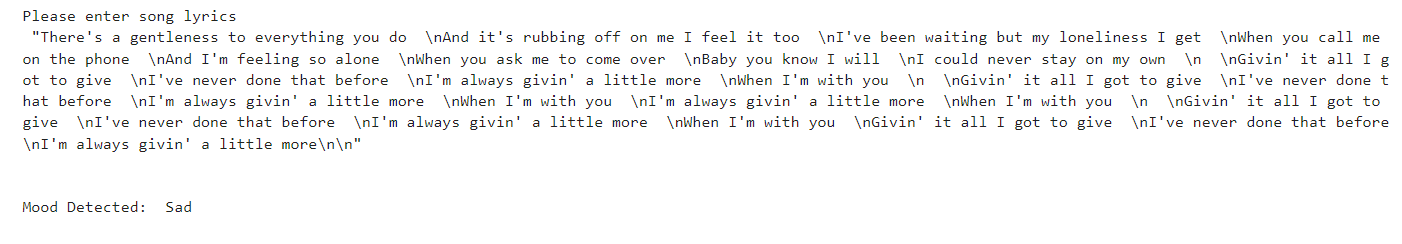 Please enter song lyrics
"There's a gentleness to everything you do  \nAnd it's rubbing off on me I feel it too  \nI've been waiting but my loneliness I get  \nWhen you call me
on the phone  \nAnd I'm feeling so alone  \nWhen you ask me to come over  \nBaby you know I will  \nI could never stay on my own  \n  \nGivin' it all I g
ot to give  \nI've never done that before  \nI'm always givin' a little more  \nWhen I'm with you  \n  \nGivin' it all I got to give  \nI've never done t
hat before  \nI'm always givin' a little more  \nWhen I'm with you  \nI'm always givin' a little more  \nWhen I'm with you  \n  \nGivin' it all I got to
give  \nI've never done that before  \nI'm always givin' a little more  \nWhen I'm with you  \nGivin' it all I got to give  \nI've never done that before
\nI'm always givin' a little more\n\n"
Mood Detected:  Sad